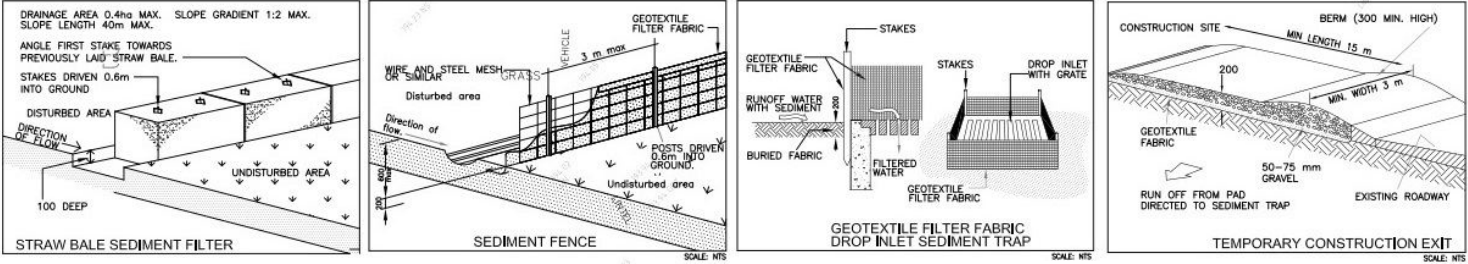 DRAINAGE AREA 0.4ha MAX. SLOPE GRADIENT 1:2 MAX.
SLOPE LENGTH 40m MAX.
ANGLE FIRST STAKE TOWARDS
PREVIOUSLY LAID STRAW BALE.
STAKES DRIVEN 0.6m
INTO GROUND
DISTURBED AREA
DIRECTION
OF FLOW
UNDISTURBED AREA
100 DEEP
STRAW BALE SEDIMENT FILTER
GEOTEXTILE
FILTER FABRIC
VEHICLE
3 m max
WIRE AND STEEL MESH
OR SIMILAR
GRASS
Disturbed area
Direction of
flow.
POSTS DRIVEN
0.6m INTO
GROUND.
600
max
200
Undisturbed area
LINTEL
SEDIMENT FENCE
SCALE: NTS
STAKES
GEOTEXTILE
FILTER FABRIC
RUNOFF WATER
WITH SEDIMENT
200
BURIED FABRIC
FILTERED
WATER
STAKES
DROP INLET
WITH GRATE
GEOTEXTILE
FILTER FABRIC
GEOTEXTILE FILTER FABRIC
DROP INLET SEDIMENT TRAP
SCALE: NTS
CONSTRUCTION SITE
BERM (300 MIN. HIGH)
MIN LENGTH 15 m
200
MIN. WIDTH 3 m
GEOTEXTILE
FABRIC
50-75 mm
GRAVEL
RUN OFF FROM PAD
DIRECTED TO SEDIMENT TRAP
EXISTING ROADWAY
TEMPORARY CONSTRUCTION EXIT
SCALE: NTS